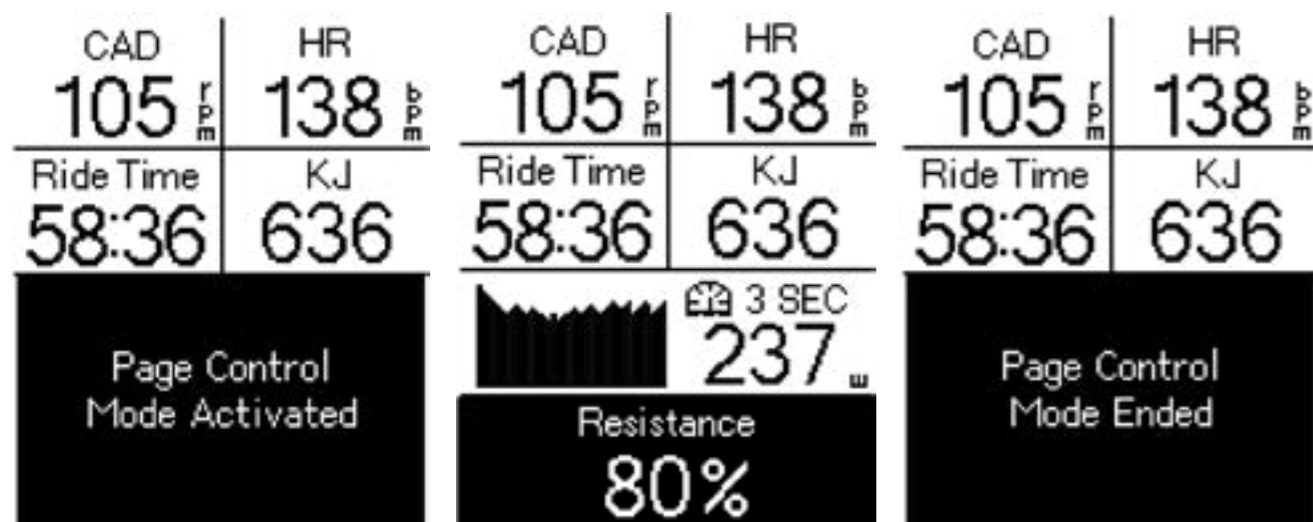 CAD HR
105 rpm 138 bpm
Ride Time KJ
58:36 636
Page Control
Mode Activated
CAD HR
105 rpm 138 bpm
Ride Time KJ
58:36 636
3 SEC
237 w
Resistance
80%
CAD HR
105 rpm 138 bpm
Ride Time KJ
58:36 636
Page Control
Mode Ended